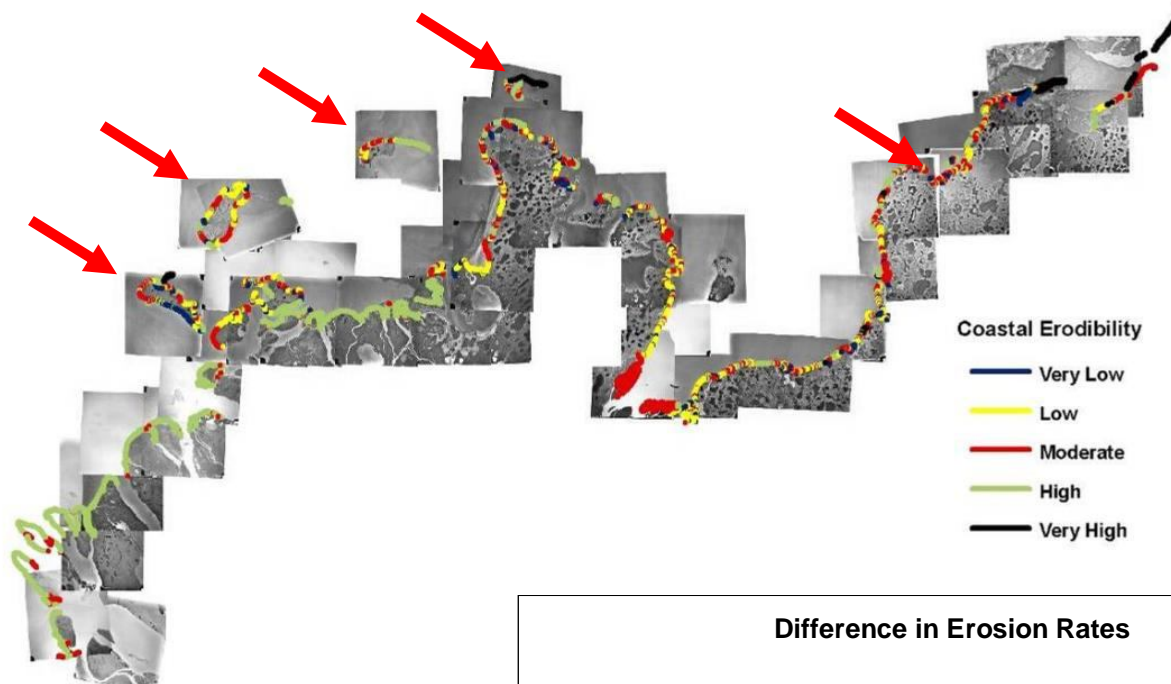 Coastal Erodibility
Very Low
Low
Moderate
High
Very High
Difference in Erosion Rates